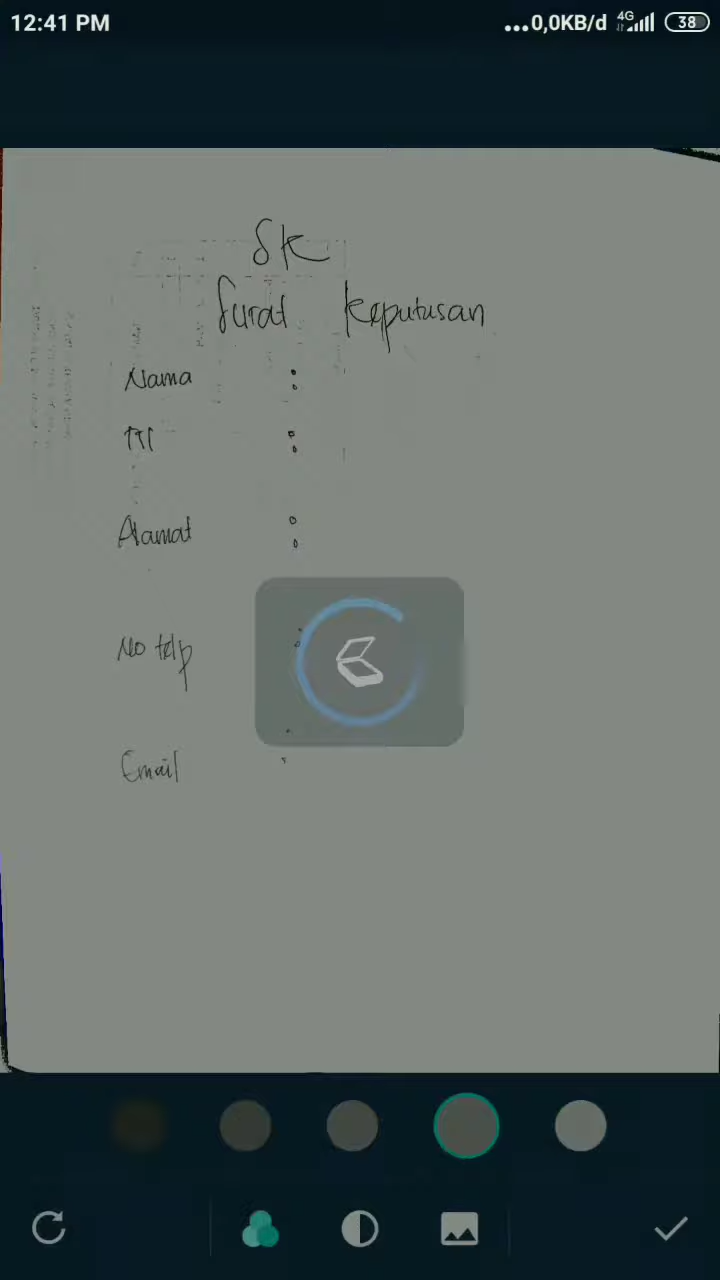 12:41 PM ...0,0KB/d 4G 38
SK
Surat Keputusan
Nama :
TTl :
Alamat :
No telp :
Email :